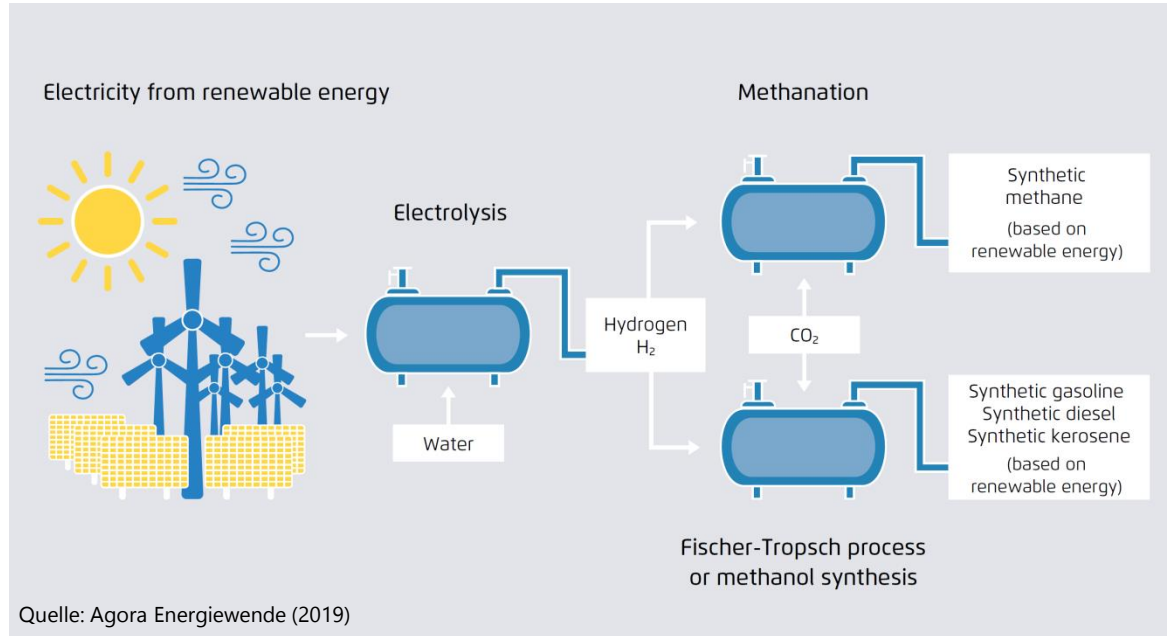 Electricity from renewable energy
Electrolysis
Water
Hydrogen
H₂
Methanation
CO₂
Synthetic
methane
(based on
renewable energy)
Synthetic gasoline
Synthetic diesel
Synthetic kerosene
(based on
renewable energy)
Fischer-Tropsch process
or methanol synthesis
Quelle: Agora Energiewende (2019)